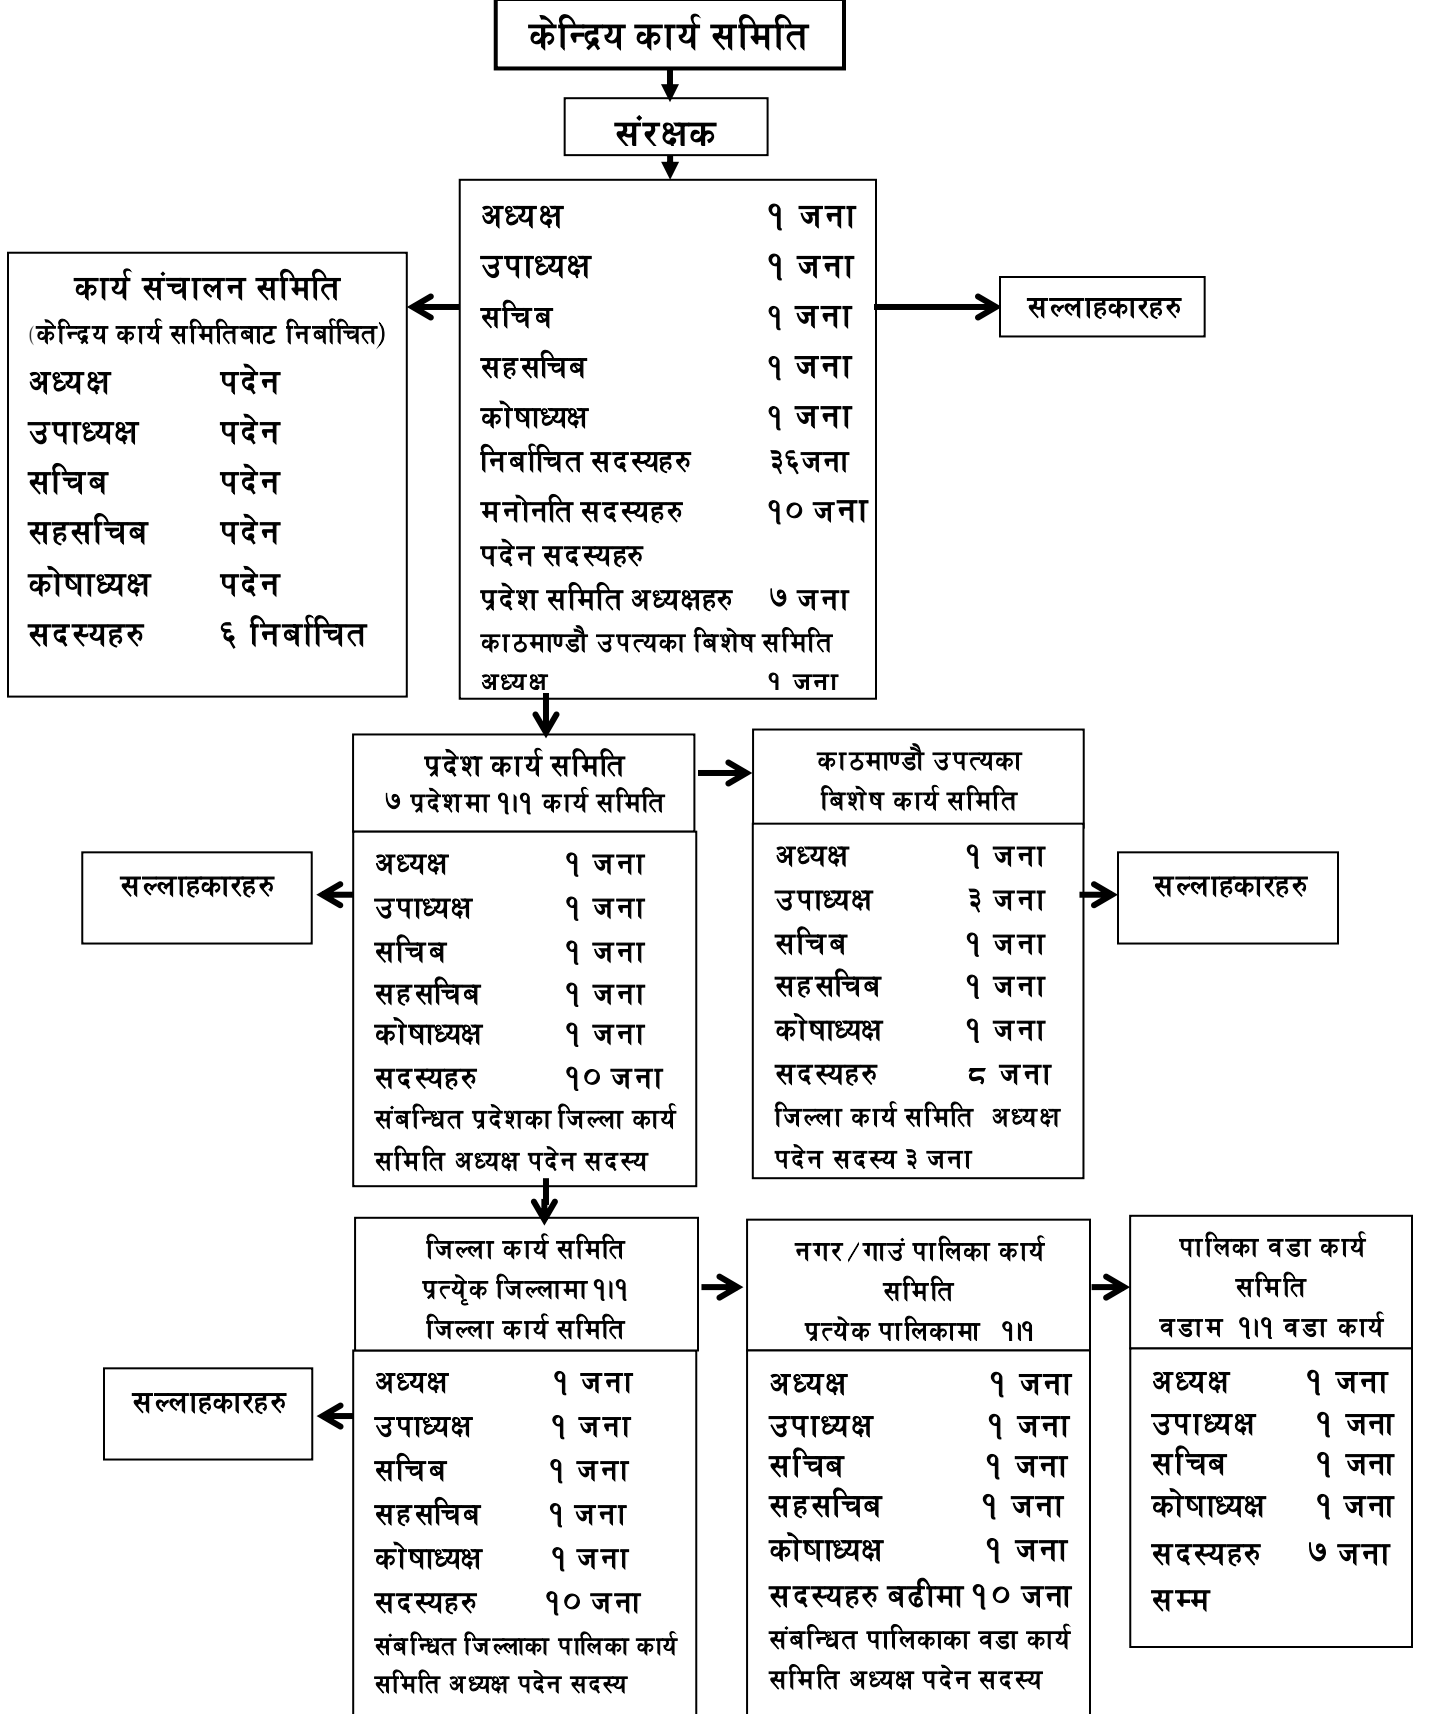 केन्द्रिय कार्य समिति
संरक्षक
अध्यक्ष १ जना
उपाध्यक्ष १ जना
सचिब १ जना
सहसचिब १ जना
कोषाध्यक्ष १ जना
निर्बाचित सदस्यहरु ३६जना
मनोनति सदस्यहरु १० जना
पदेन सदस्यहरु
प्रदेश समिति अध्यक्षहरु ७ जना
काठमाण्डौ उपत्यका बिशेष समिति
अध्यक्ष १ जना
कार्य संचालन समिति
(केन्द्रिय कार्य समितिबाट निर्बाचित)
अध्यक्ष पदेन
उपाध्यक्ष पदेन
सचिब पदेन
सहसचिब पदेन
कोषाध्यक्ष पदेन
सदस्यहरु ६ निर्बाचित
सल्लाहकारहरु
प्रदेश कार्य समिति
७ प्रदेशमा १।१ कार्य समिति
अध्यक्ष १ जना
उपाध्यक्ष १ जना
सचिब १ जना
सहसचिब १ जना
कोषाध्यक्ष १ जना
सदस्यहरु १० जना
संबन्धित प्रदेशका जिल्ला कार्य
समिति अध्यक्ष पदेन सदस्य
सल्लाहकारहरु
काठमाण्डौ उपत्यका
बिशेष कार्य समिति
अध्यक्ष १ जना
उपाध्यक्ष ३ जना
सचिब १ जना
सहसचिब १ जना
कोषाध्यक्ष १ जना
सदस्यहरु ८ जना
जिल्ला कार्य समिति अध्यक्ष
पदेन सदस्य ३ जना
सल्लाहकारहरु
जिल्ला कार्य समिति
प्रत्यृेक जिल्लामा १।१
जिल्ला कार्य समिति
अध्यक्ष १ जना
उपाध्यक्ष १ जना
सचिब १ जना
सहसचिब १ जना
कोषाध्यक्ष १ जना
सदस्यहरु १० जना
संबन्धित जिल्लाका पालिका कार्य
समिति अध्यक्ष पदेन सदस्य
सल्लाहकारहरु
नगर/गाउं पालिका कार्य
समिति
प्रत्येक पालिकामा १।१
अध्यक्ष १ जना
उपाध्यक्ष १ जना
सचिब १ जना
सहसचिब १ जना
कोषाध्यक्ष १ जना
सदस्यहरु बढीमा १० जना
संबन्धित पालिकाका वडा कार्य
समिति अध्यक्ष पदेन सदस्य
पालिका वडा कार्य
समिति
वडाम १।१ वडा कार्य
अध्यक्ष १ जना
उपाध्यक्ष १ जना
सचिब १ जना
कोषाध्यक्ष १ जना
सदस्यहरु ७ जना
सम्म